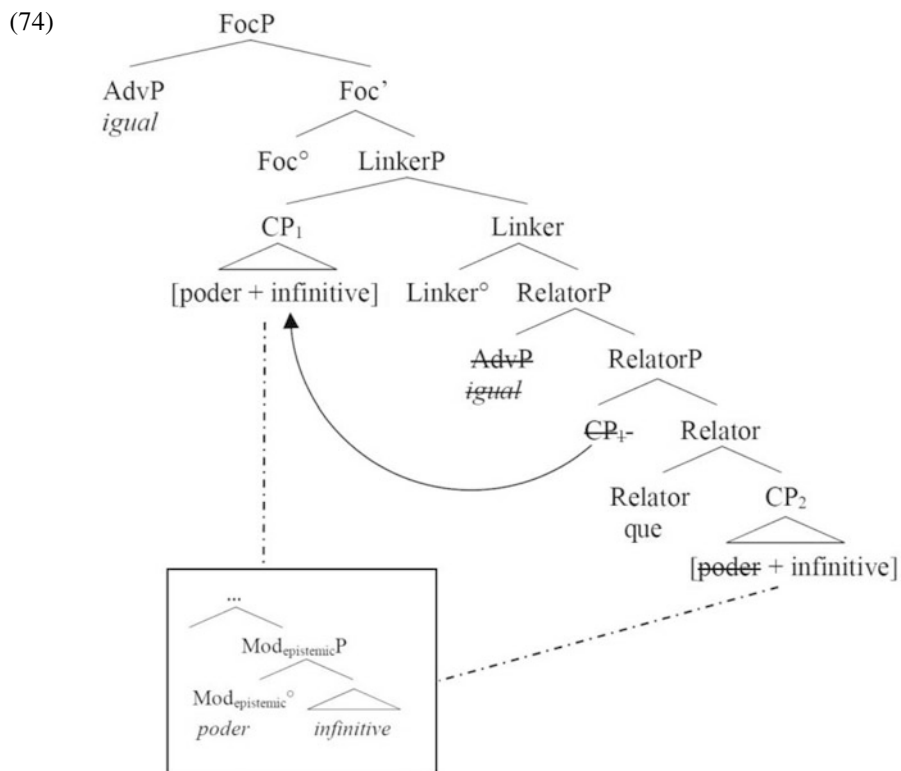 (74)
FocP
AdvP Foc’
igual
Foc° LinkerP
CP₁ Linker
[poder + infinitive] Linker° RelatorP
AdvP RelatorP
igual
CP₁ Relator
Relator CP₂
que
[poder + infinitive]
...
ModepistemicP
Modepistemic°
poder infinitive